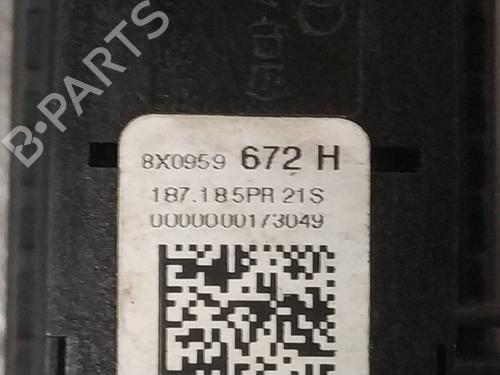 B-PARTS
8X0959 672 H
187.185PR 21S
0000000173049